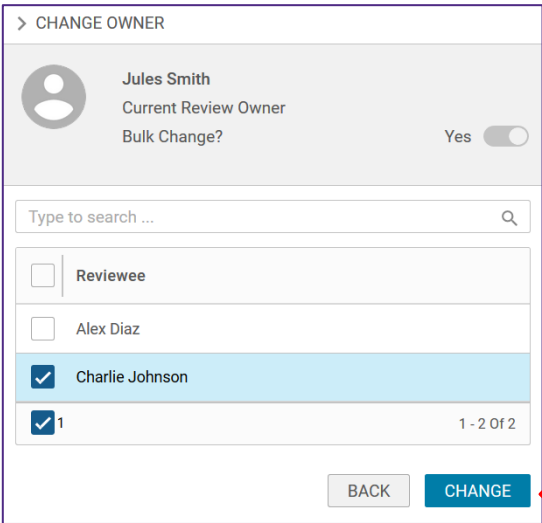 CHANGE OWNER
Jules Smith
Current Review Owner
Bulk Change?
Yes
Type to search ...
Reviewee
Alex Diaz
Charlie Johnson
1
1 - 2 Of 2
BACK
CHANGE